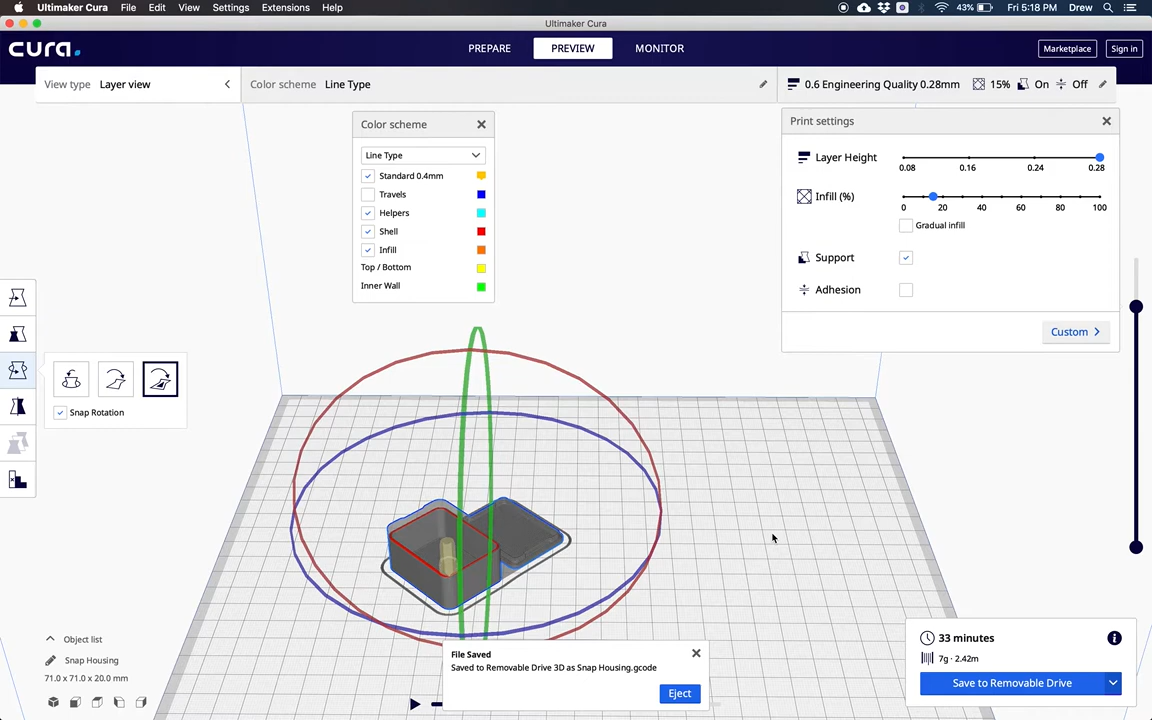 Ultimaker Cura File Edit View Settings Extensions Help 43% Fri 5:18 PM Drew
Ultimaker Cura
cura.
PREPARE PREVIEW MONITOR
Marketplace Sign in
View type Layer view
Color scheme Line Type
0.6 Engineering Quality 0.28mm 15% On Off
Color scheme
Line Type
Standard 0.4mm
Travels
Helpers
Shell
Infill
Top / Bottom
Inner Wall
Print settings
Layer Height
0.08 0.16 0.24 0.28
Infill (%)
0 20 40 60 80 100
Gradual infill
Support
Adhesion
Custom
Snap Rotation
Object list
Snap Housing
71.0 x 71.0 x 20.0 mm
File Saved
Saved to Removable Drive 3D as Snap Housing.gcode
Eject
33 minutes
7g · 2.42m
Save to Removable Drive